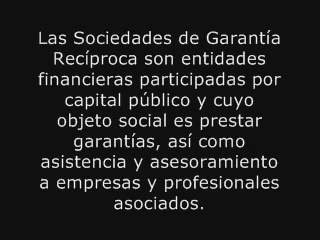 Las Sociedades de Garantía
Recíproca son entidades
financieras participadas por
capital público y cuyo
objeto social es prestar
garantías, así como
asistencia y asesoramiento
a empresas y profesionales
asociados.